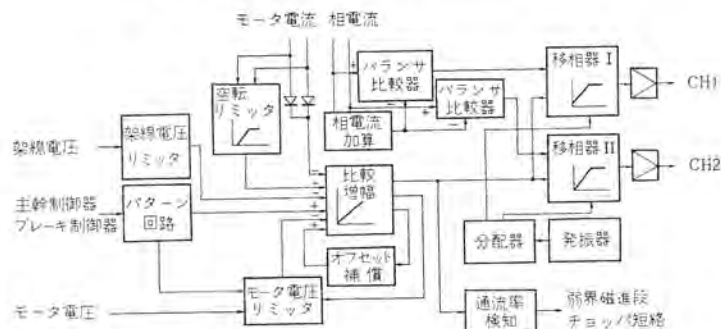 モータ電流 相電流
空転
リミッタ
バランサ
比較器
バランサ
比較器
移相器 I
CH1
架線電圧
架線電圧
リミッタ
相電流
加算
移相器 II
CH2
主幹制御器
ブレーキ制御器
パターン
回路
比較
増幅
オフセット
補償
分配器
発振器
モータ電圧
モータ電圧
リミッタ
通流率
検知
弱界磁進段
チョッパ短絡